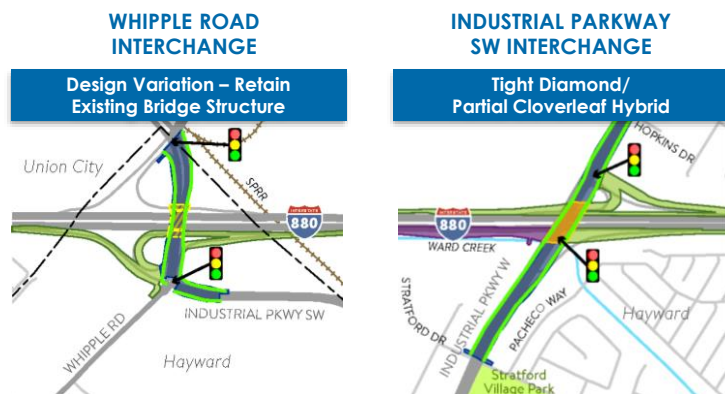 WHIPPLE ROAD
INTERCHANGE
Design Variation – Retain
Existing Bridge Structure
Union City
SPRR
INTERSTATE
880
INDUSTRIAL PKWY SW
WHIPPLE RD
Hayward
INDUSTRIAL PARKWAY
SW INTERCHANGE
Tight Diamond/
Partial Cloverleaf Hybrid
HOPKINS DR
INTERSTATE
880
WARD CREEK
STRATFORD DR
INDUSTRIAL PKWY W
PACHECO WAY
Hayward
Stratford
Village Park